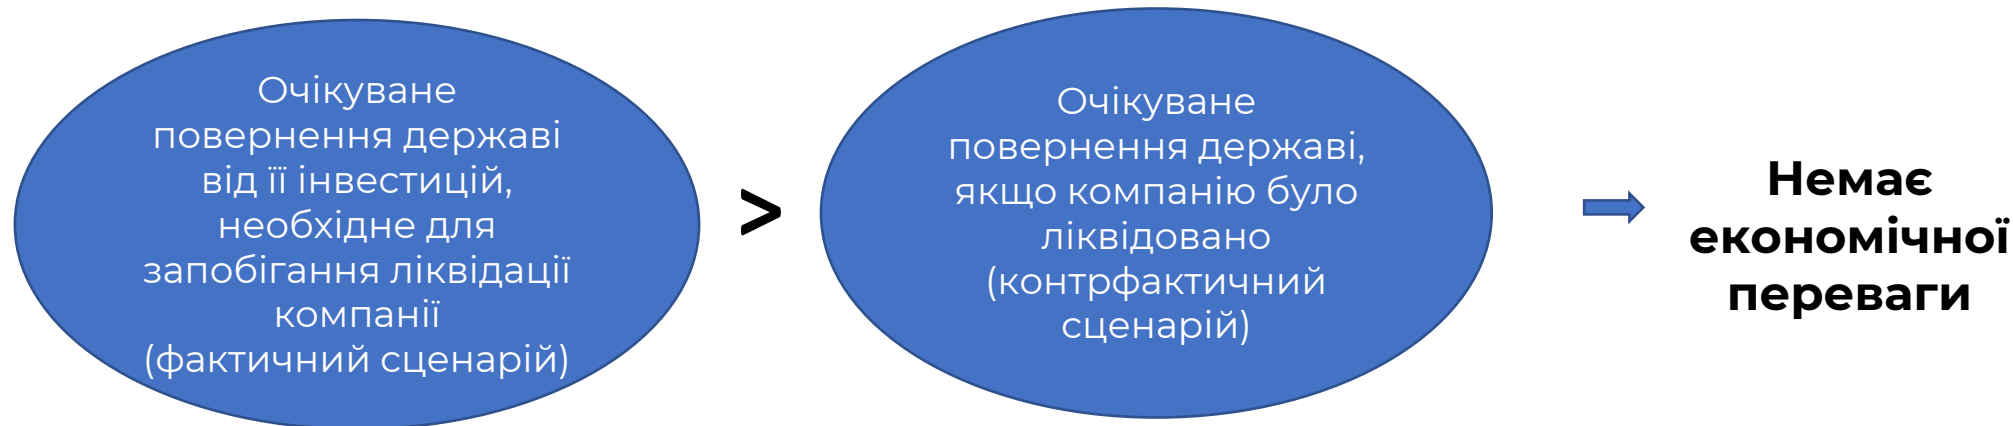 Очікуване
повернення державі
від її інвестицій,
необхідне для
запобігання ліквідації
компанії
(фактичний сценарій)
>
Очікуване
повернення державі,
якщо компанію було
ліквідовано
(контрфактичний
сценарій)
Немає
економічної
переваги